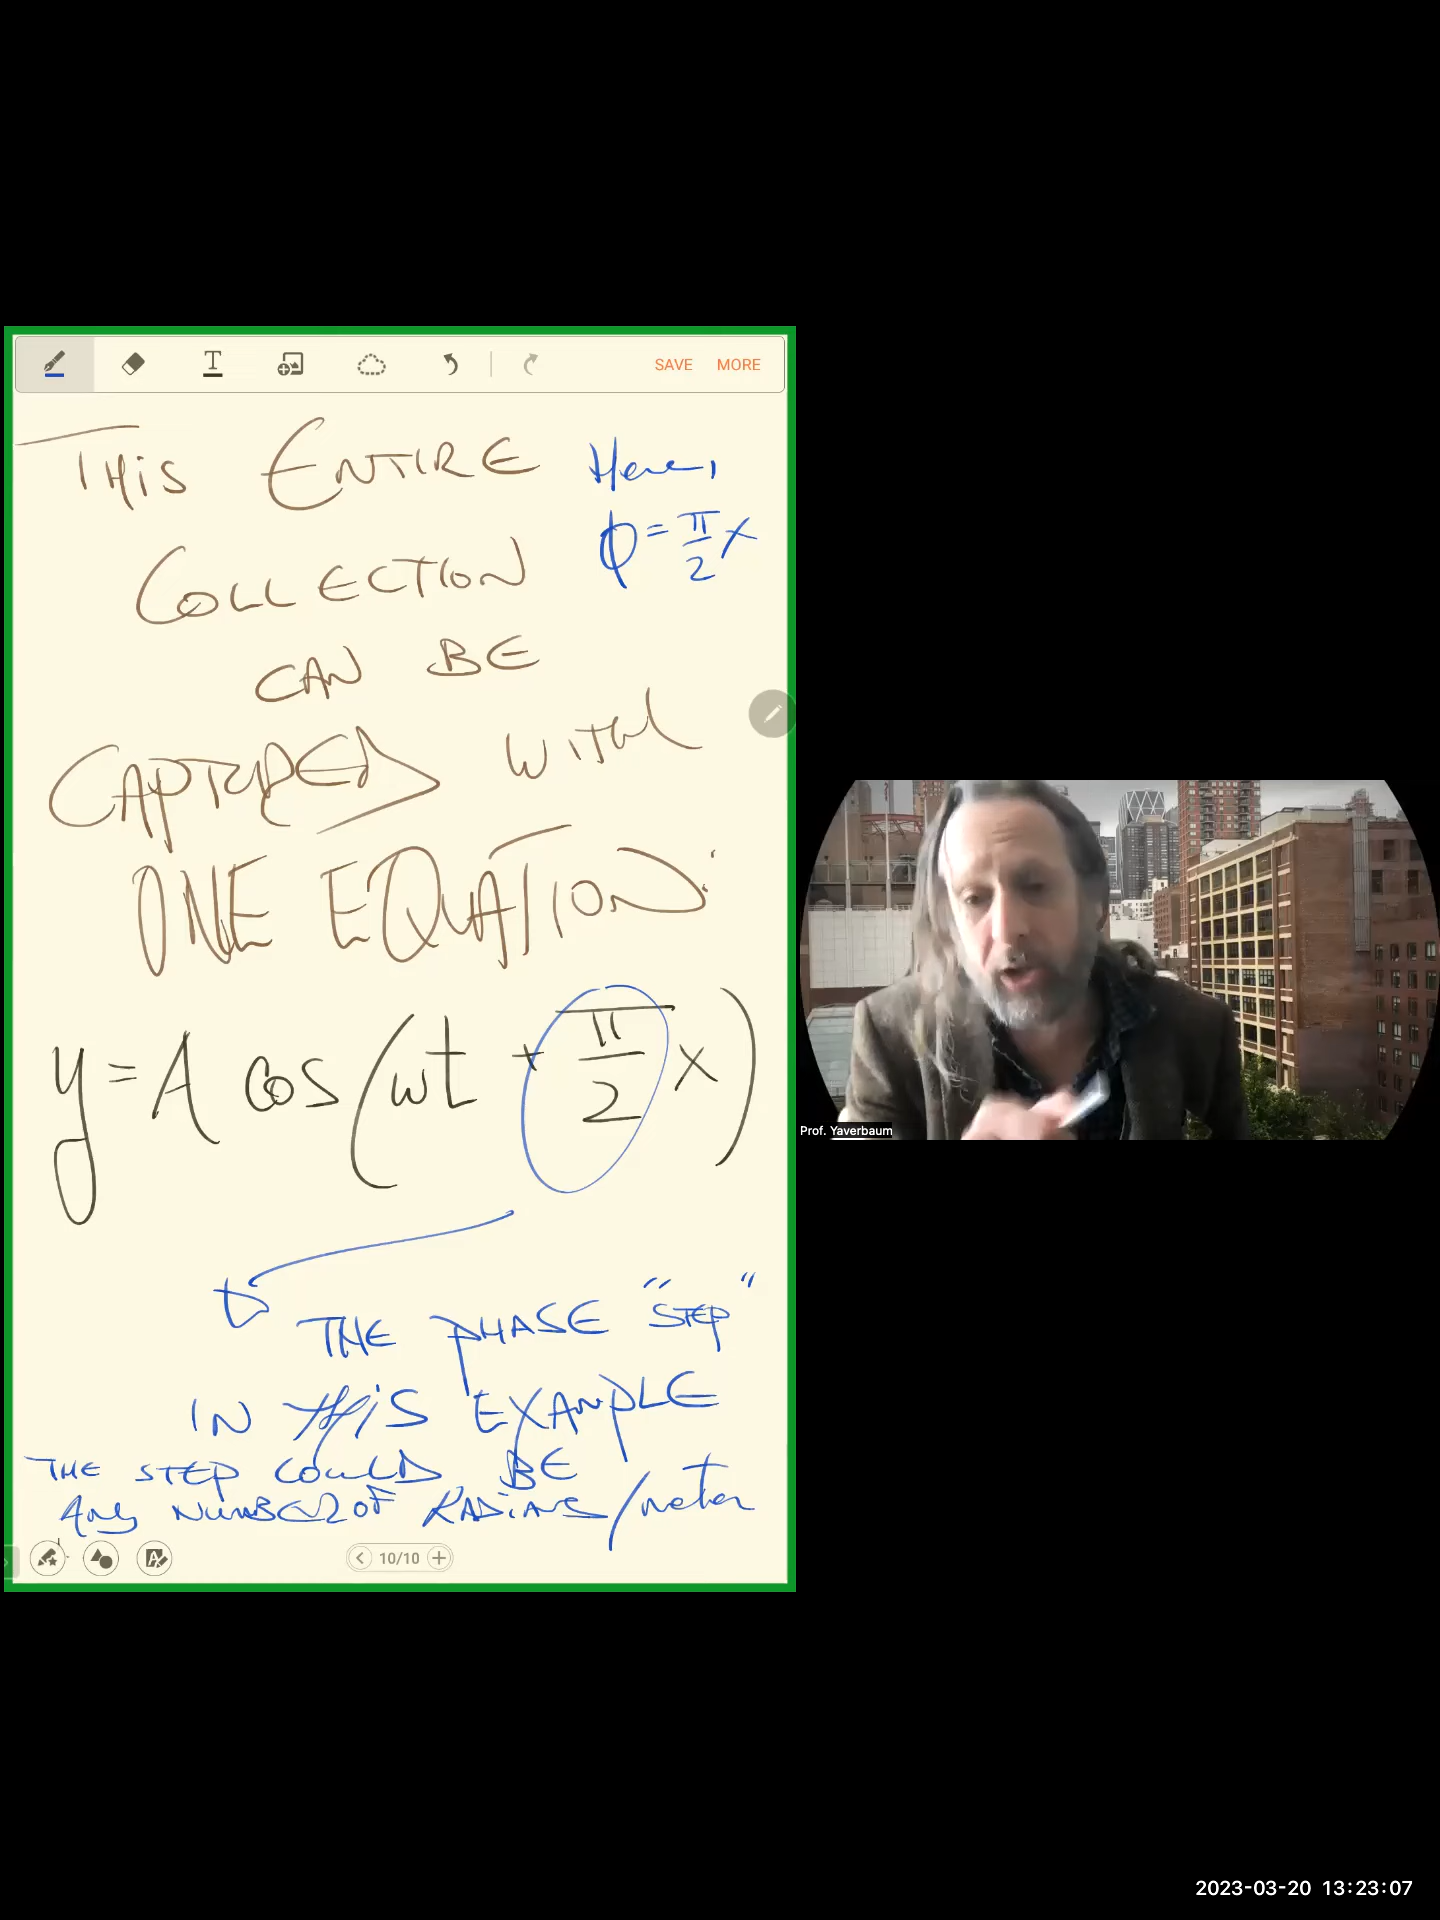 SAVE MORE
THIS ENTIRE
COLLECTION
CAN BE
CAPTURED WITH
ONE EQUATION:
Here,
ϕ = π/2 x
y = A cos(ωt + π/2 x)
THE PHASE "STEP"
IN THIS EXAMPLE
THE STEP COULD BE
ANY NUMBER OF RADIANS/meter
10/10
Prof. Yaverbaum
2023-03-20 13:23:07